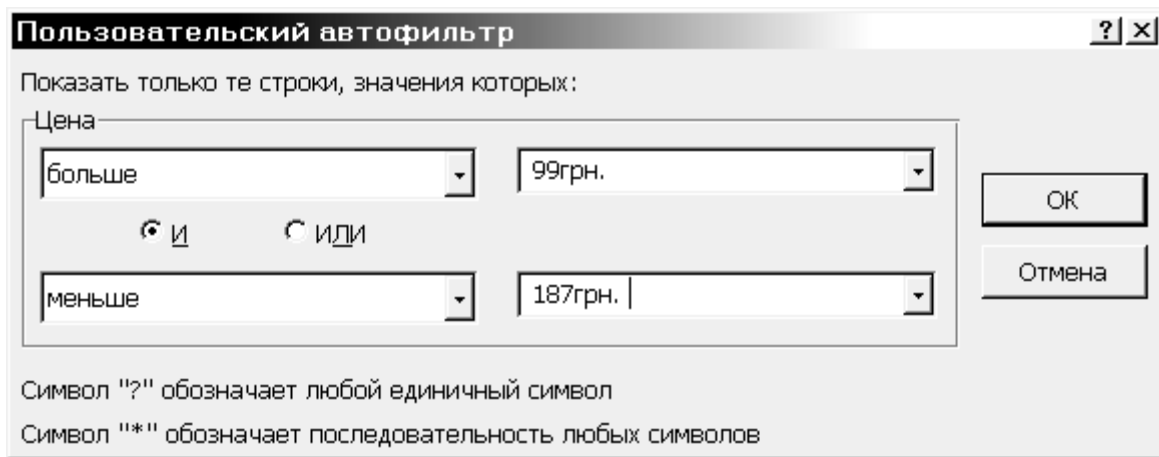 Пользовательский автофильтр
Показать только те строки, значения которых:
Цена
больше 99грн.
И ИЛИ
ОК
меньше 187грн.
Отмена
Символ "?" обозначает любой единичный символ
Символ "*" обозначает последовательность любых символов